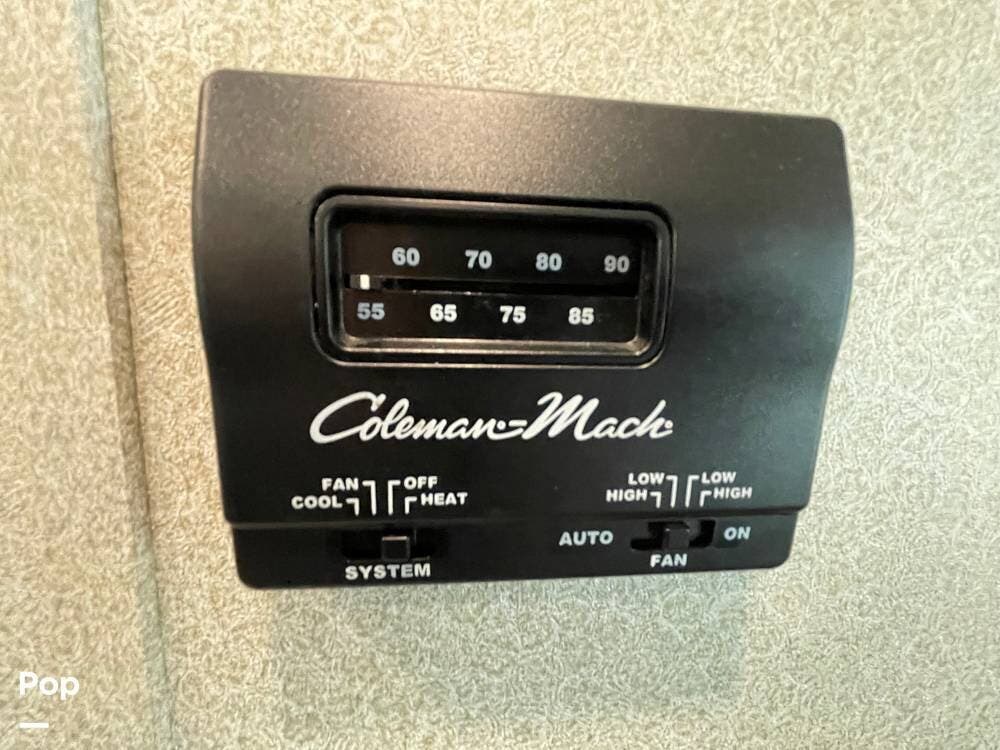 60 70 80 90
55 65 75 85
Coleman-Mach
FAN OFF
COOL HEAT
LOW LOW
HIGH HIGH
AUTO ON
SYSTEM
FAN
Pop